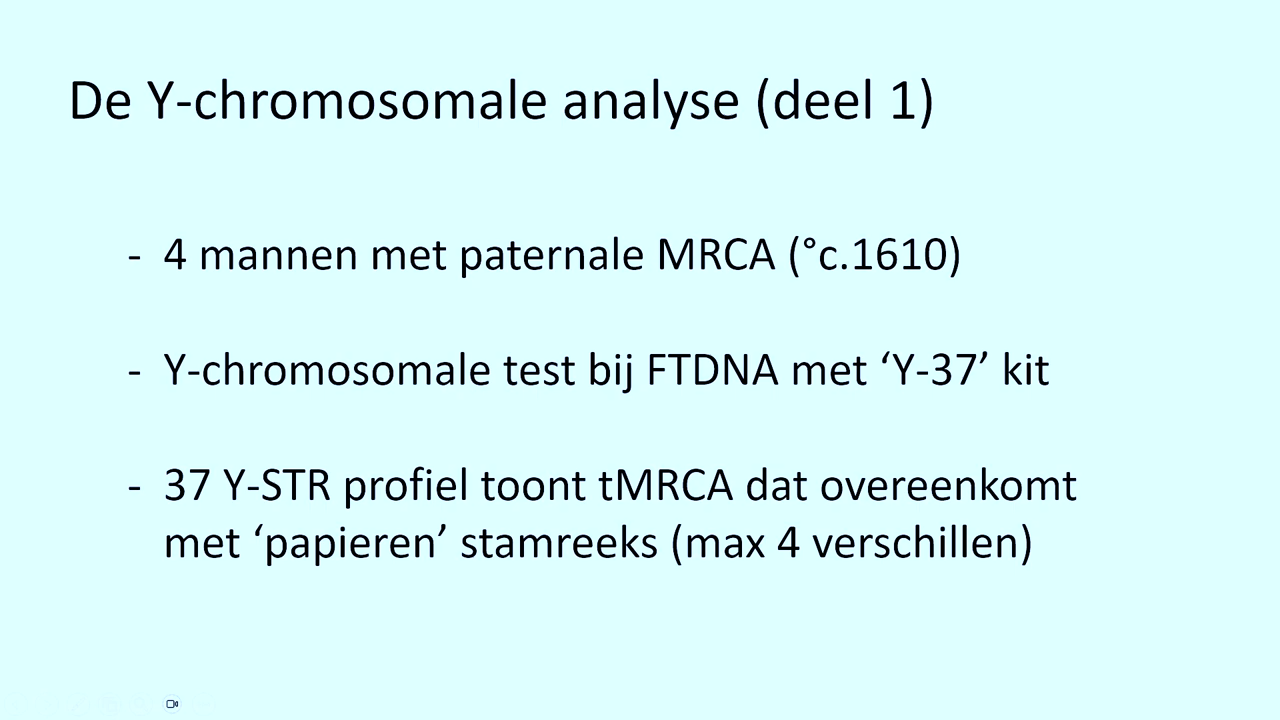 De Y-chromosomale analyse (deel 1)
- 4 mannen met paternale MRCA (°c.1610)
- Y-chromosomale test bij FTDNA met ‘Y-37’ kit
- 37 Y-STR profiel toont tMRCA dat overeenkomt
met ‘papieren’ stamreeks (max 4 verschillen)